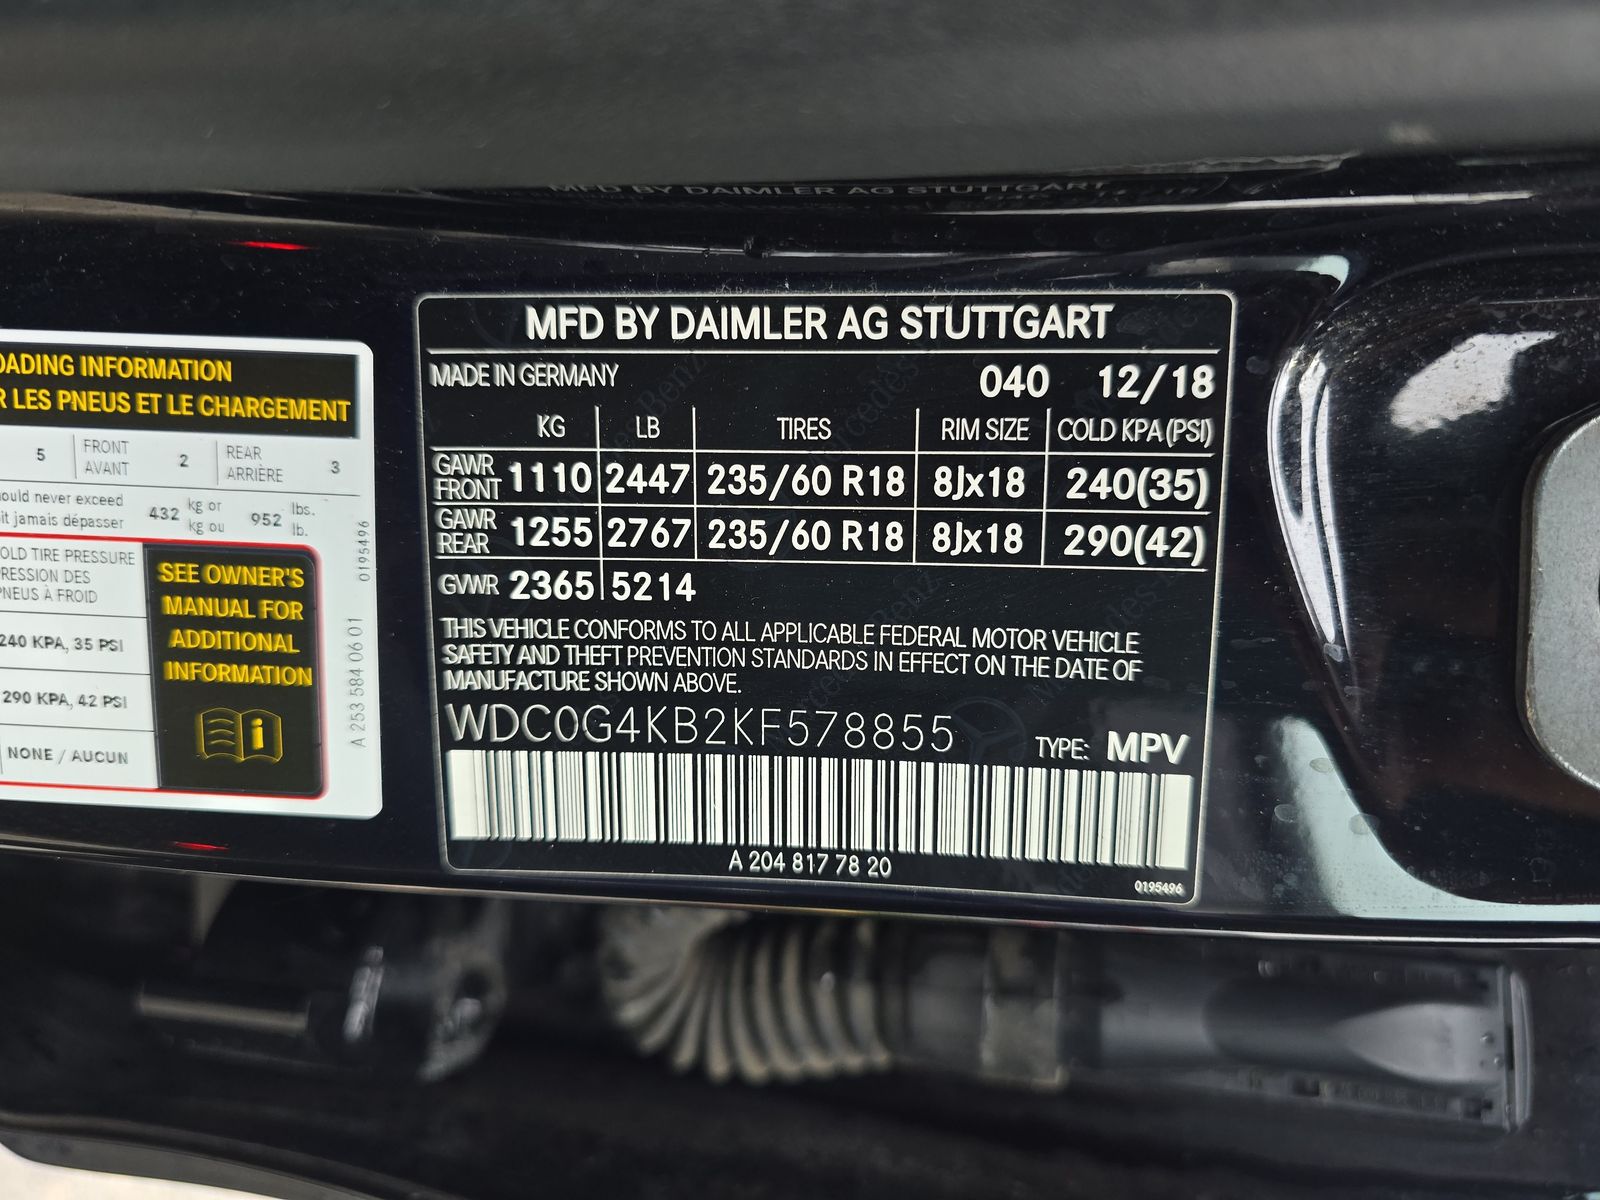 MFD BY DAIMLER AG STUTTGART
OADING INFORMATION
R LES PNEUS ET LE CHARGEMENT
5 FRONT AVANT 2 REAR ARRIÈRE 3
ould never exceed
it jamais dépasser
432 kg or kg ou 952 lbs. lb.
OLD TIRE PRESSURE
RESSION DES
PNEUS À FROID
240 KPA, 35 PSI
290 KPA, 42 PSI
NONE / AUCUN
SEE OWNER'S
MANUAL FOR
ADDITIONAL
INFORMATION
i
A 253 584 06 01
0195496
MFD BY DAIMLER AG STUTTGART
MADE IN GERMANY 040 12/18
KG LB TIRES RIM SIZE COLD KPA(PSI)
GAWR FRONT 1110 2447 235/60 R18 8Jx18 240(35)
GAWR REAR 1255 2767 235/60 R18 8Jx18 290(42)
GVWR 2365 5214
THIS VEHICLE CONFORMS TO ALL APPLICABLE FEDERAL MOTOR VEHICLE
SAFETY AND THEFT PREVENTION STANDARDS IN EFFECT ON THE DATE OF
MANUFACTURE SHOWN ABOVE.
WDC0G4KB2KF578855 TYPE: MPV
A 204 817 78 20
0195496